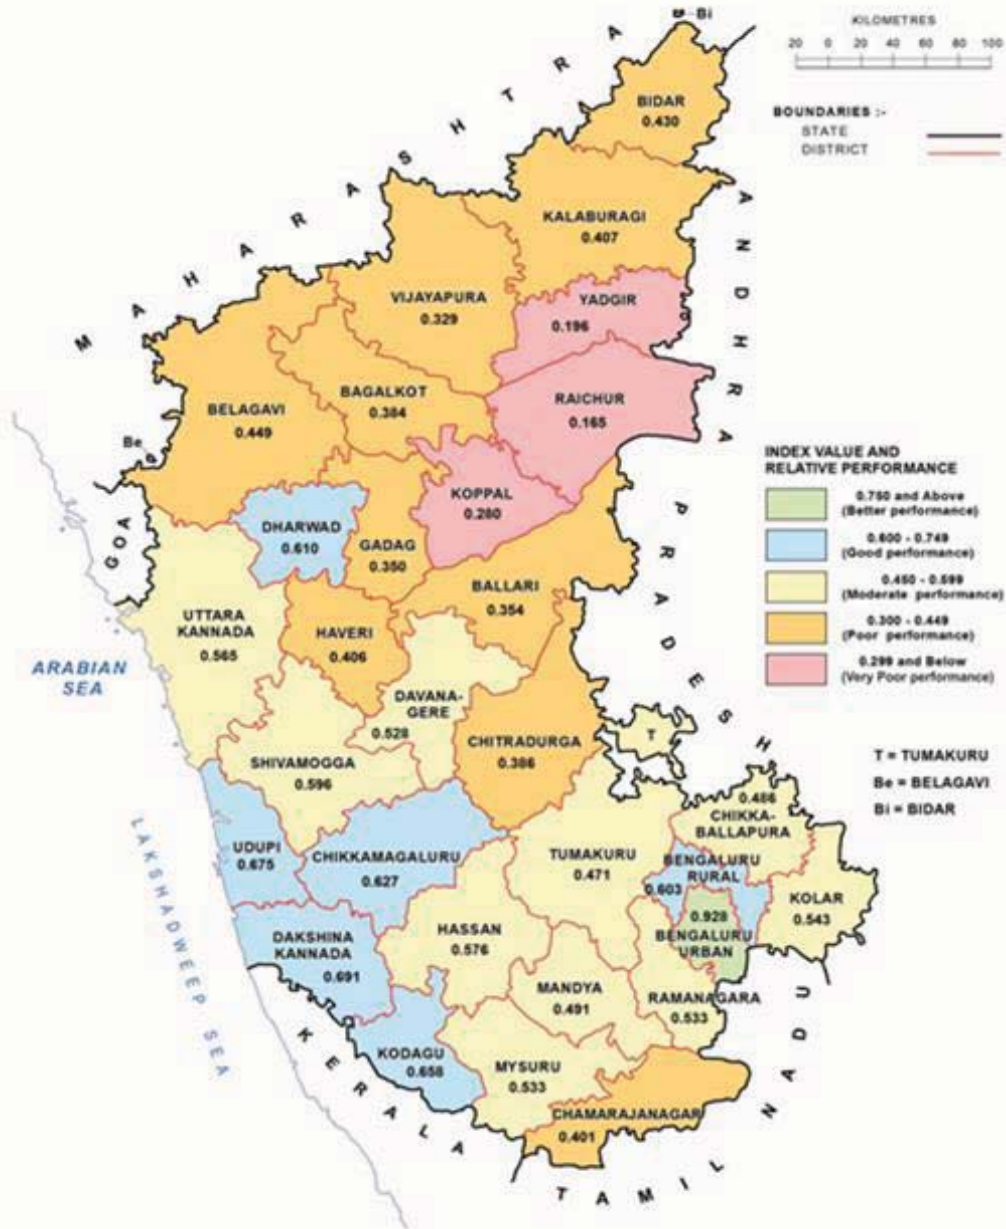 Bi
KILOMETRES
20 0 20 40 60 80 100
BOUNDARIES :-
STATE
DISTRICT
MAHARASHTRA
ANDHRA PRADESH
BIDAR
0.430
KALABURAGI
0.407
VIJAYAPURA
0.329
YADGIR
0.196
BAGALKOT
0.384
RAICHUR
0.165
BELAGAVI
0.449
Be
KOPPAL
0.280
DHARWAD
0.610
GADAG
0.350
GOA
BALLARI
0.354
UTTARA
KANNADA
0.565
HAVERI
0.406
ARABIAN
SEA
DAVANA-
GERE
0.528
CHITRADURGA
0.386
SHIVAMOGGA
0.596
T
INDEX VALUE AND
RELATIVE PERFORMANCE
0.750 and Above
(Better performance)
0.600 - 0.749
(Good performance)
0.450 - 0.599
(Moderate performance)
0.300 - 0.449
(Poor performance)
0.299 and Below
(Very Poor performance)
T = TUMAKURU
Be = BELAGAVI
Bi = BIDAR
0.486
CHIKKA-
BALLAPURA
UDUPI
0.675
CHIKKAMAGALURU
0.627
TUMAKURU
0.471
BENGALURU
RURAL
0.603
KOLAR
0.543
0.928
BENGALURU
URBAN
HASSAN
0.576
DAKSHINA
KANNADA
0.691
MANDYA
0.491
RAMANAGARA
0.533
KODAGU
0.658
MYSURU
0.533
CHAMARAJANAGAR
0.401
LAKSHADWEEP SEA
KERALA
TAMIL NADU